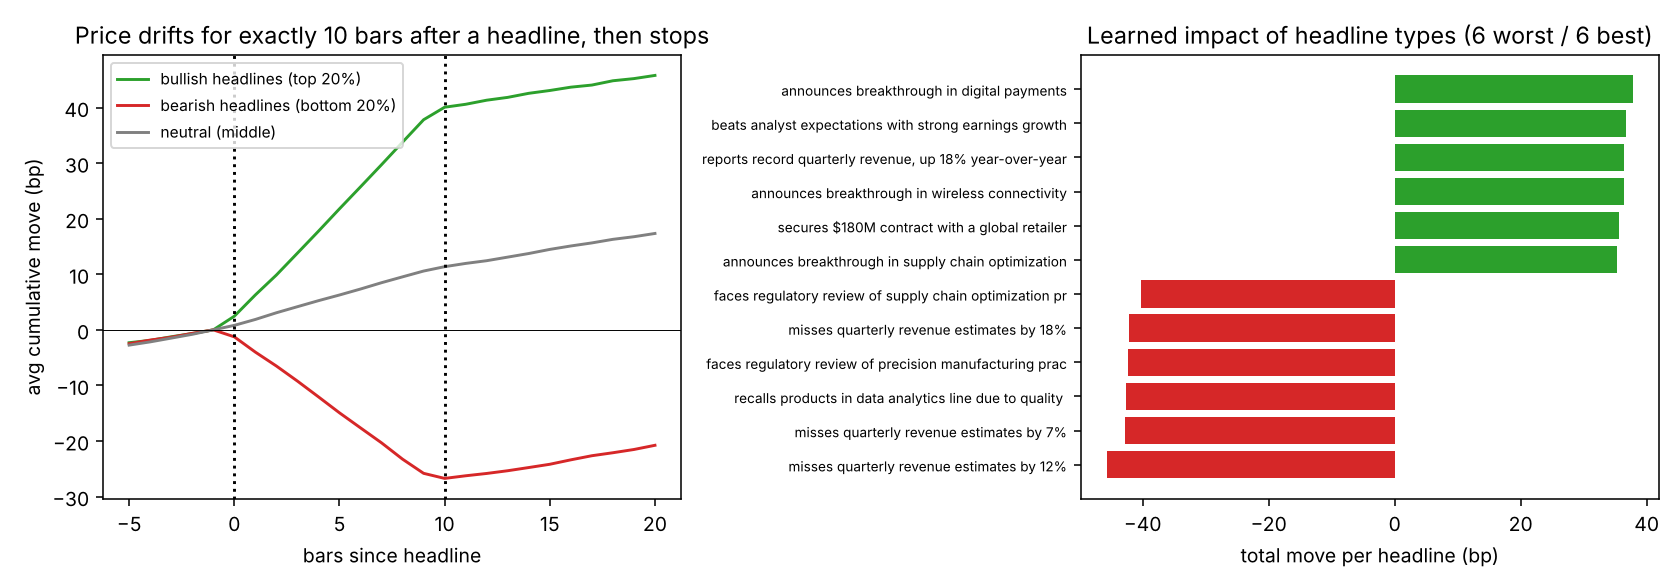 Price drifts for exactly 10 bars after a headline, then stops
bullish headlines (top 20%)
bearish headlines (bottom 20%)
neutral (middle)
avg cumulative move (bp)
40
30
20
10
0
−10
−20
−30
−5
0
5
10
15
20
bars since headline
Learned impact of headline types (6 worst / 6 best)
announces breakthrough in digital payments
beats analyst expectations with strong earnings growth
reports record quarterly revenue, up 18% year-over-year
announces breakthrough in wireless connectivity
secures $180M contract with a global retailer
announces breakthrough in supply chain optimization
faces regulatory review of supply chain optimization pr
misses quarterly revenue estimates by 18%
faces regulatory review of precision manufacturing prac
recalls products in data analytics line due to quality
misses quarterly revenue estimates by 7%
misses quarterly revenue estimates by 12%
−40
−20
0
20
40
total move per headline (bp)